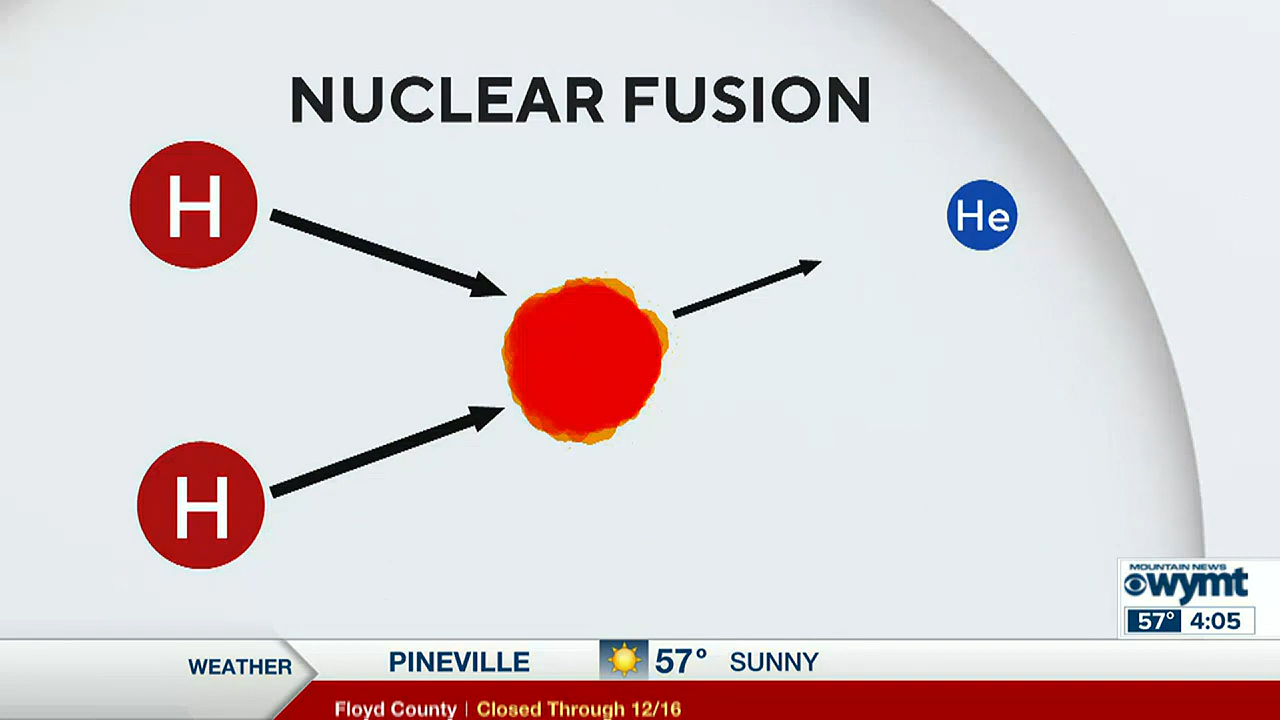 NUCLEAR FUSION
H
He
H
MOUNTAIN NEWS
wymt
57° 4:05
WEATHER
PINEVILLE 57° SUNNY
Floyd County | Closed Through 12/16